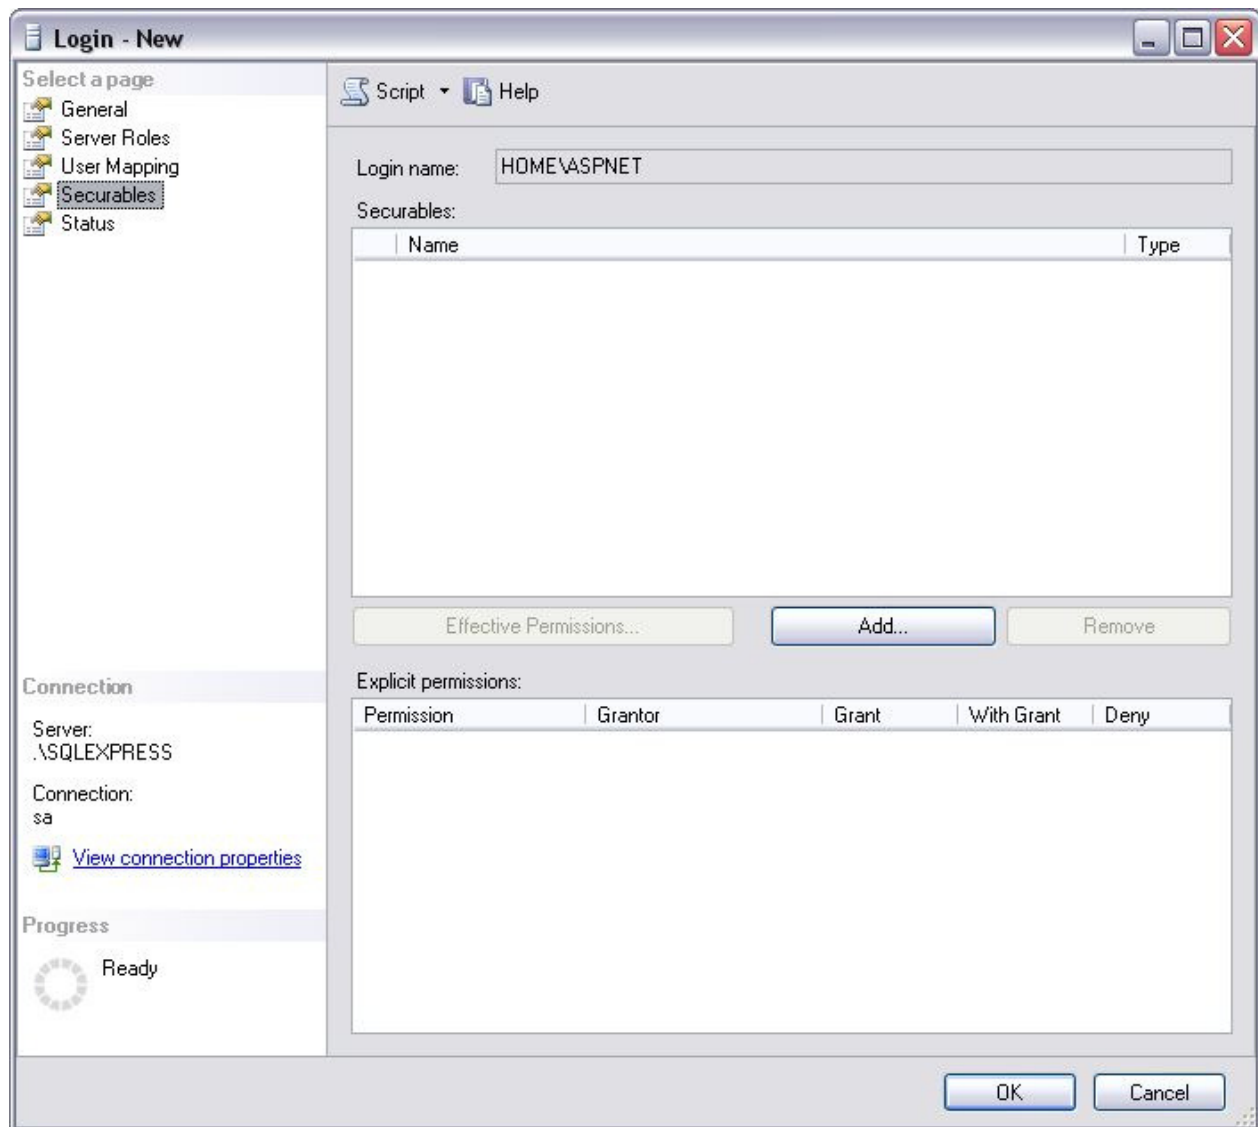 Login - New
Select a page
General
Server Roles
User Mapping
Securables
Status
Script Help
Login name: HOME\ASPNET
Securables:
Name Type
Effective Permissions... Add... Remove
Explicit permissions:
Permission Grantor Grant With Grant Deny
Connection
Server:
.\SQLEXPRESS
Connection:
sa
View connection properties
Progress
Ready
OK Cancel